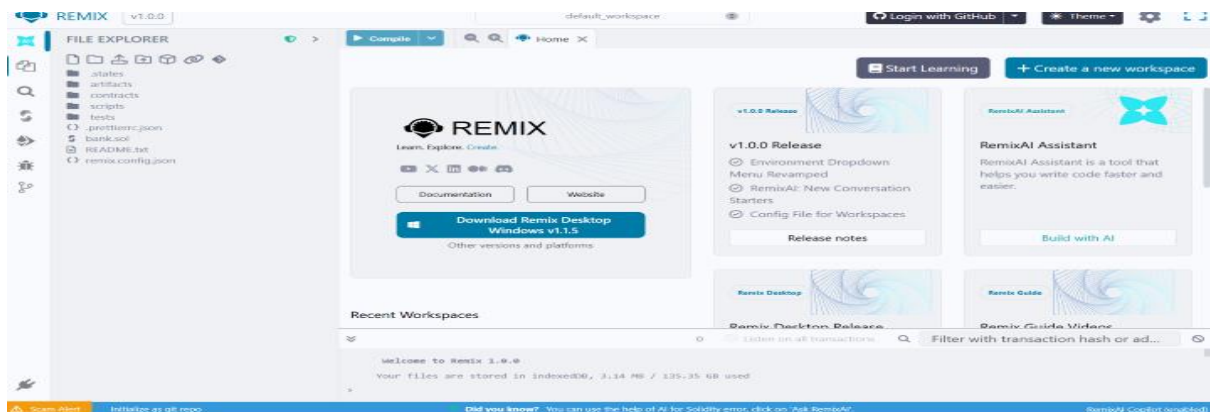 REMIX v1.0.0 default_workspace Login with GitHub Theme
FILE EXPLORER
Compile Home
.states
artifacts
contracts
scripts
tests
.prettierrc.json
bank.sol
README.txt
remix.config.json
Start Learning + Create a new workspace
REMIX
Learn. Explore. Create.
Documentation Website
Download Remix Desktop
Windows v1.1.5
Other versions and platforms
Recent Workspaces
v1.0.0 Release
v1.0.0 Release
Environment Dropdown
Menu Revamped
RemixAI: New Conversation
Starters
Config File for Workspaces
Release notes
RemixAI Assistant
RemixAI Assistant
RemixAI Assistant is a tool that
helps you write code faster and
easier.
Build with AI
Remix Desktop
Remix Desktop Release
Remix Guide
Remix Guide Videos
0 Listen on all transactions Filter with transaction hash or ad...
Welcome to Remix 1.0.0
Your files are stored in indexedDB, 3.14 MB / 135.35 GB used
>
Scam Alert Initialize as git repo Did you know? You can use the help of AI for Solidity error, click on 'Ask RemixAI'. RemixAI Copilot (enabled)